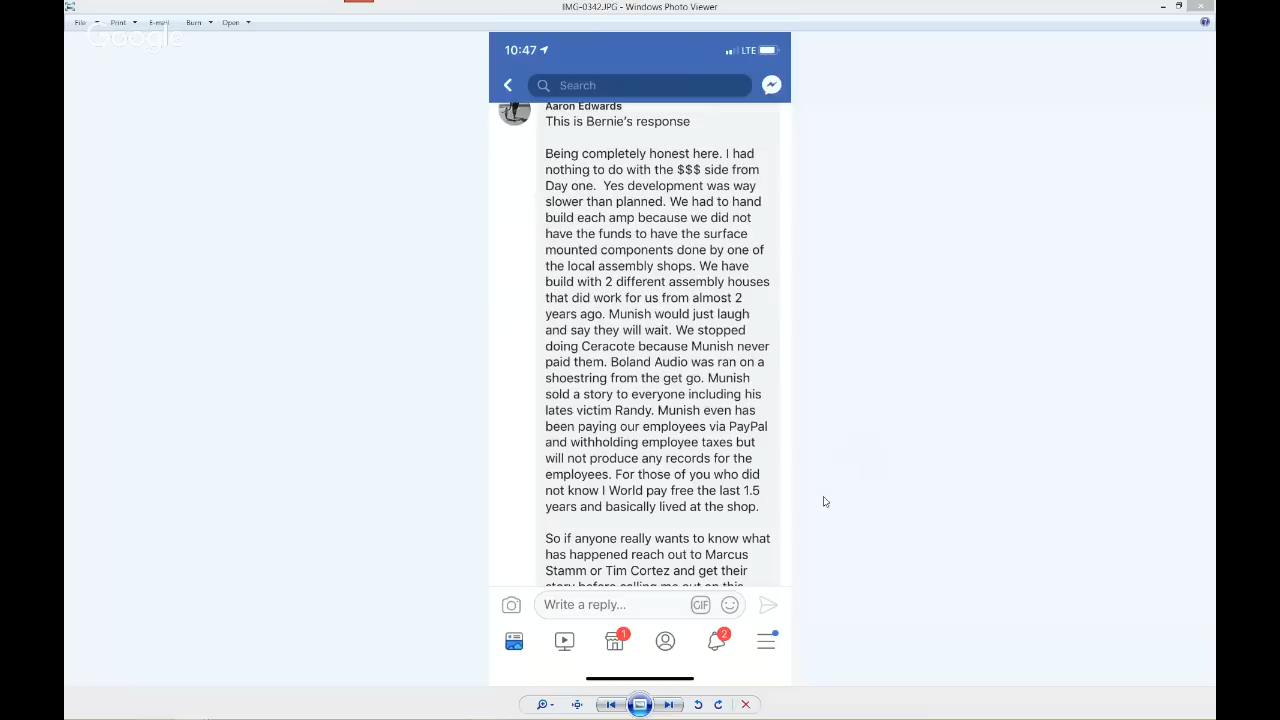 IMG-0342.JPG - Windows Photo Viewer
File Print E-mail Burn Open
Google
10:47 LTE
Search
Aaron Edwards
This is Bernie's response
Being completely honest here. I had
nothing to do with the $$$ side from
Day one. Yes development was way
slower than planned. We had to hand
build each amp because we did not
have the funds to have the surface
mounted components done by one of
the local assembly shops. We have
build with 2 different assembly houses
that did work for us from almost 2
years ago. Munish would just laugh
and say they will wait. We stopped
doing Ceracote because Munish never
paid them. Boland Audio was ran on a
shoestring from the get go. Munish
sold a story to everyone including his
lates victim Randy. Munish even has
been paying our employees via PayPal
and withholding employee taxes but
will not produce any records for the
employees. For those of you who did
not know I World pay free the last 1.5
years and basically lived at the shop.
So if anyone really wants to know what
has happened reach out to Marcus
Stamm or Tim Cortez and get their
story before calling me out on this
Write a reply... GIF
1 2